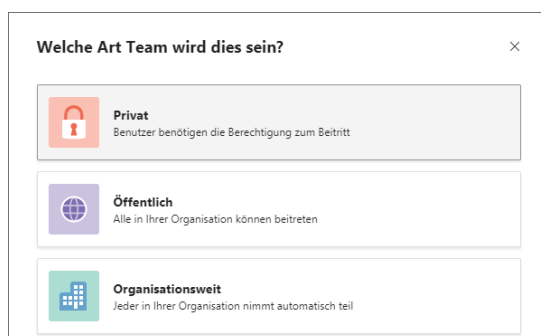 Welche Art Team wird dies sein?
Privat
Benutzer benötigen die Berechtigung zum Beitritt
Öffentlich
Alle in Ihrer Organisation können beitreten
Organisationsweit
Jeder in Ihrer Organisation nimmt automatisch teil